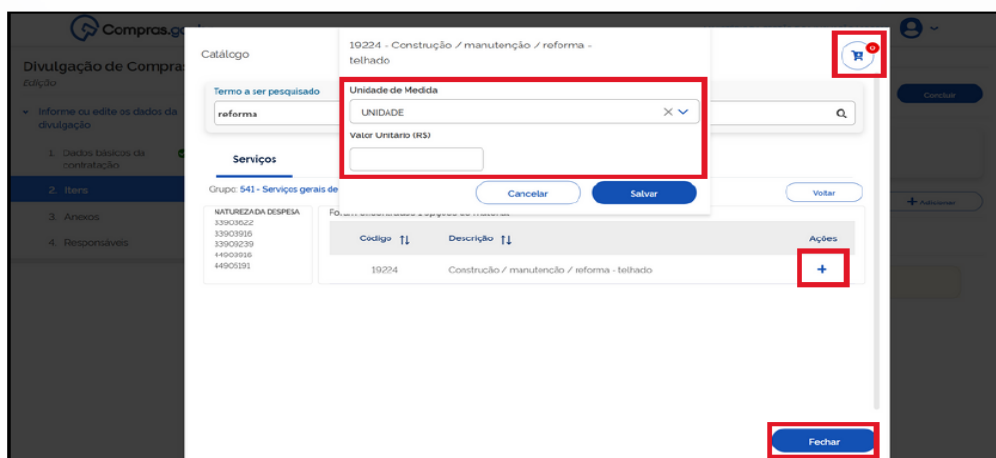 Compras.go
Divulgação de Compra
Edição
Informe ou edite os dados da
divulgação
1. Dados básicos da
contratação
2. Itens
3. Anexos
4. Responsáveis
Catálogo
Termo a ser pesquisado
reforma
Serviços
Grupo: 541 - Serviços gerais de
NATUREZA DA DESPESA
33903622
33903916
33909239
44903916
44905191
19224 - Construção / manutenção / reforma -
telhado
Unidade de Medida
UNIDADE
Valor Unitário (R$)
Cancelar
Salvar
0
Voltar
Código
Descrição
Ações
19224
Construção / manutenção / reforma - telhado
+
Fechar
Concluir
+ Adicionar